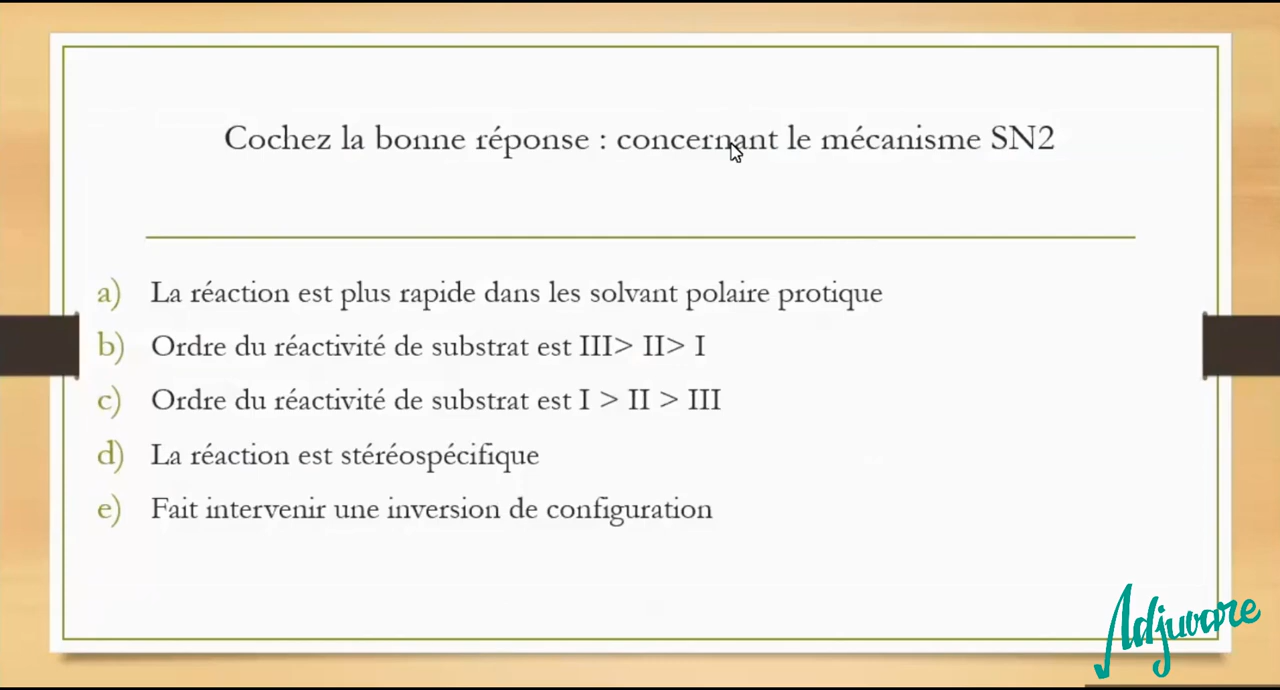 Cochez la bonne réponse : concernant le mécanisme SN2
a) La réaction est plus rapide dans les solvant polaire protique
b) Ordre du réactivité de substrat est III> II> I
c) Ordre du réactivité de substrat est I > II > III
d) La réaction est stéréospécifique
e) Fait intervenir une inversion de configuration
Adjuvare